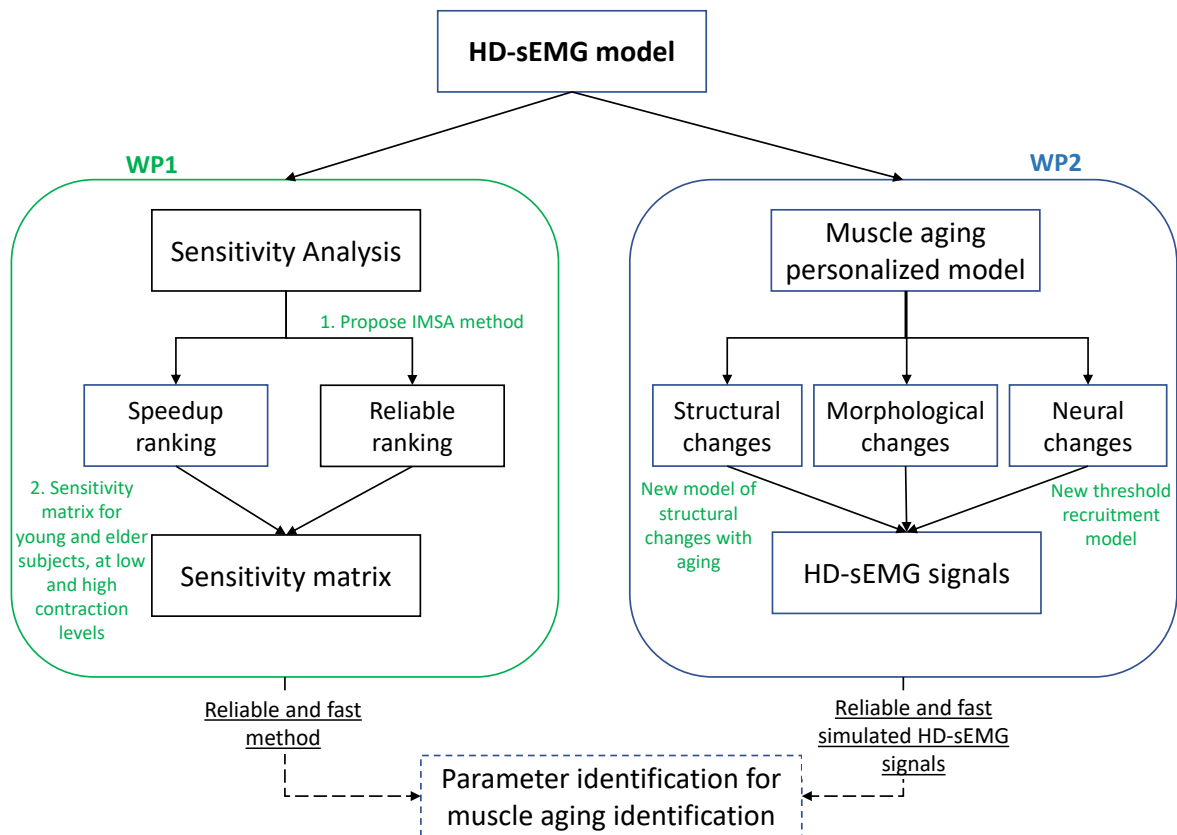 HD-sEMG model
WP1
Sensitivity Analysis
1. Propose IMSA method
Speedup
ranking
Reliable
ranking
2. Sensitivity
matrix for
young and elder
subjects, at low
and high
contraction
levels
Sensitivity matrix
Reliable and fast
method
WP2
Muscle aging
personalized model
Structural
changes
Morphological
changes
Neural
changes
New model of
structural
changes with
aging
New threshold
recruitment
model
HD-sEMG signals
Reliable and fast
simulated HD-sEMG
signals
Parameter identification for
muscle aging identification